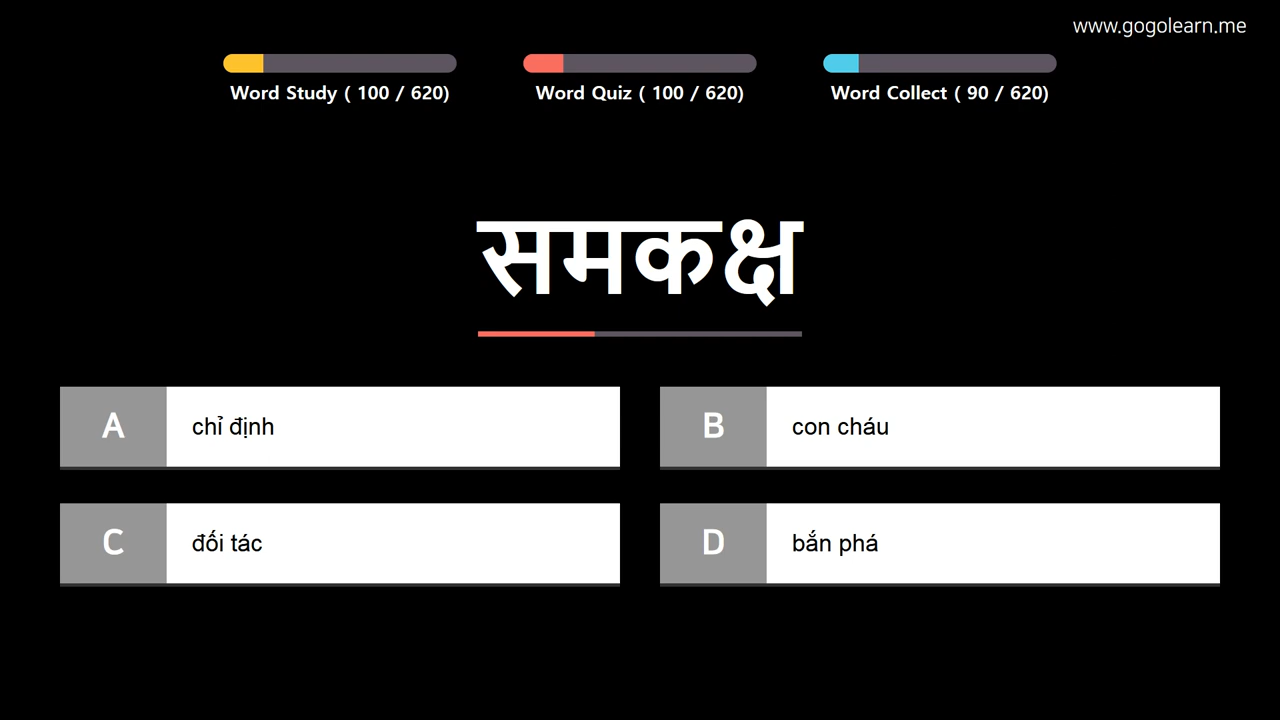 www.gogolearn.me
Word Study ( 100 / 620)
Word Quiz ( 100 / 620)
Word Collect ( 90 / 620)
समकक्ष
A
chỉ định
B
con cháu
C
đối tác
D
bắn phá